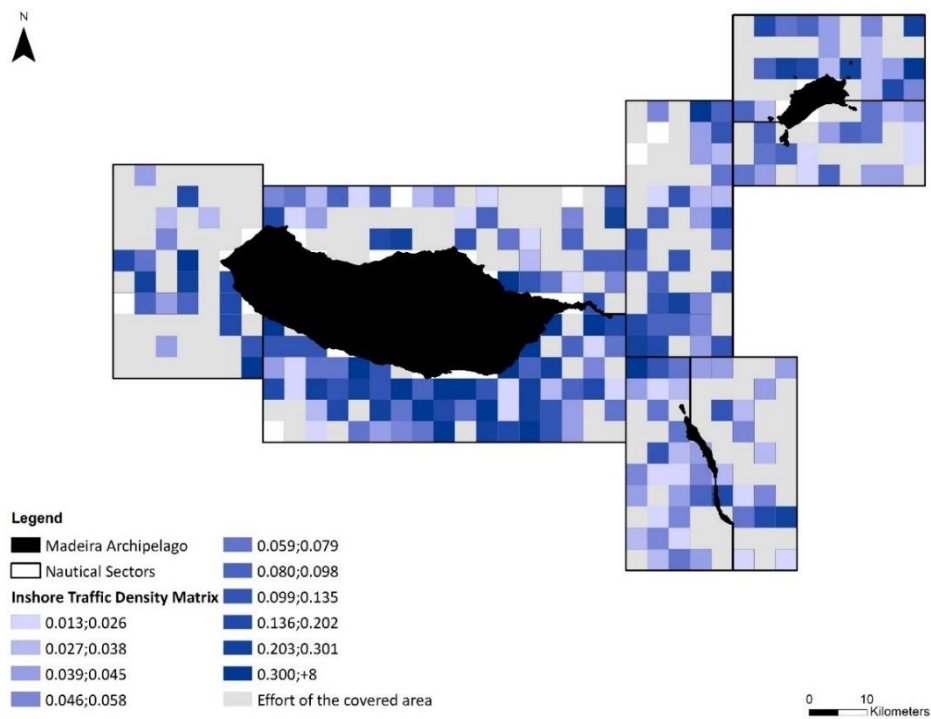 N
Legend
Madeira Archipelago
Nautical Sectors
Inshore Traffic Density Matrix
0.013;0.026
0.027;0.038
0.039;0.045
0.046;0.058
0.059;0.079
0.080;0.098
0.099;0.135
0.136;0.202
0.203;0.301
0.300;+8
Effort of the covered area
0 10
Kilometers